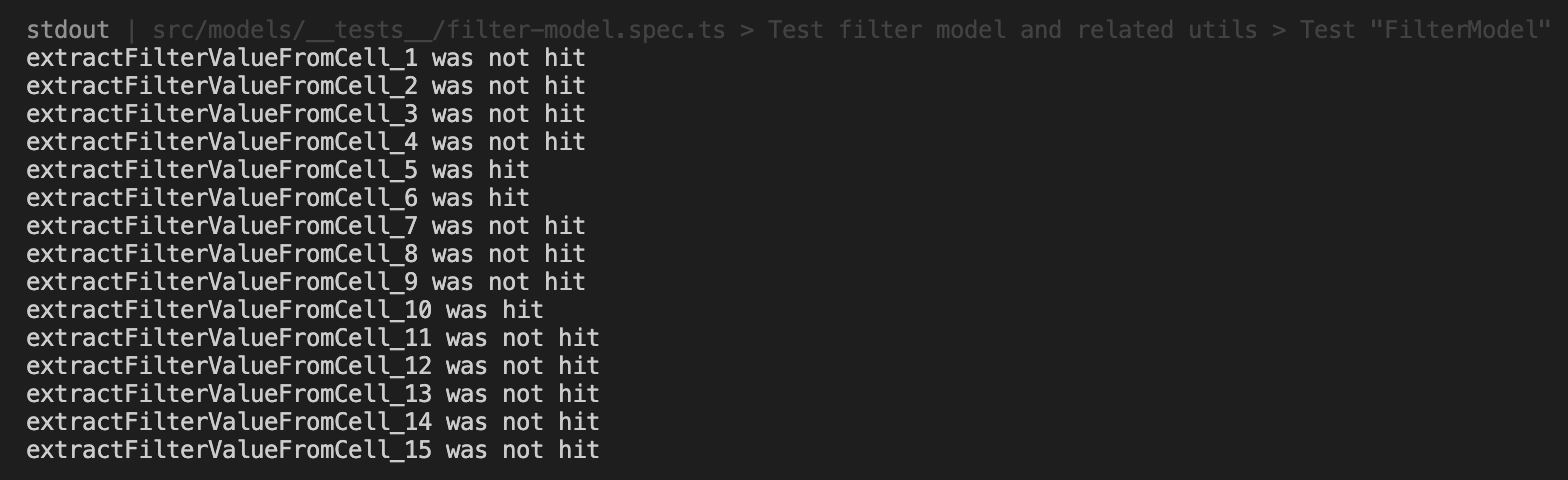 stdout | src/models/__tests__/filter-model.spec.ts > Test filter model and related utils > Test "FilterModel"
extractFilterValueFromCell_1 was not hit
extractFilterValueFromCell_2 was not hit
extractFilterValueFromCell_3 was not hit
extractFilterValueFromCell_4 was not hit
extractFilterValueFromCell_5 was hit
extractFilterValueFromCell_6 was hit
extractFilterValueFromCell_7 was not hit
extractFilterValueFromCell_8 was not hit
extractFilterValueFromCell_9 was not hit
extractFilterValueFromCell_10 was hit
extractFilterValueFromCell_11 was not hit
extractFilterValueFromCell_12 was not hit
extractFilterValueFromCell_13 was not hit
extractFilterValueFromCell_14 was not hit
extractFilterValueFromCell_15 was not hit